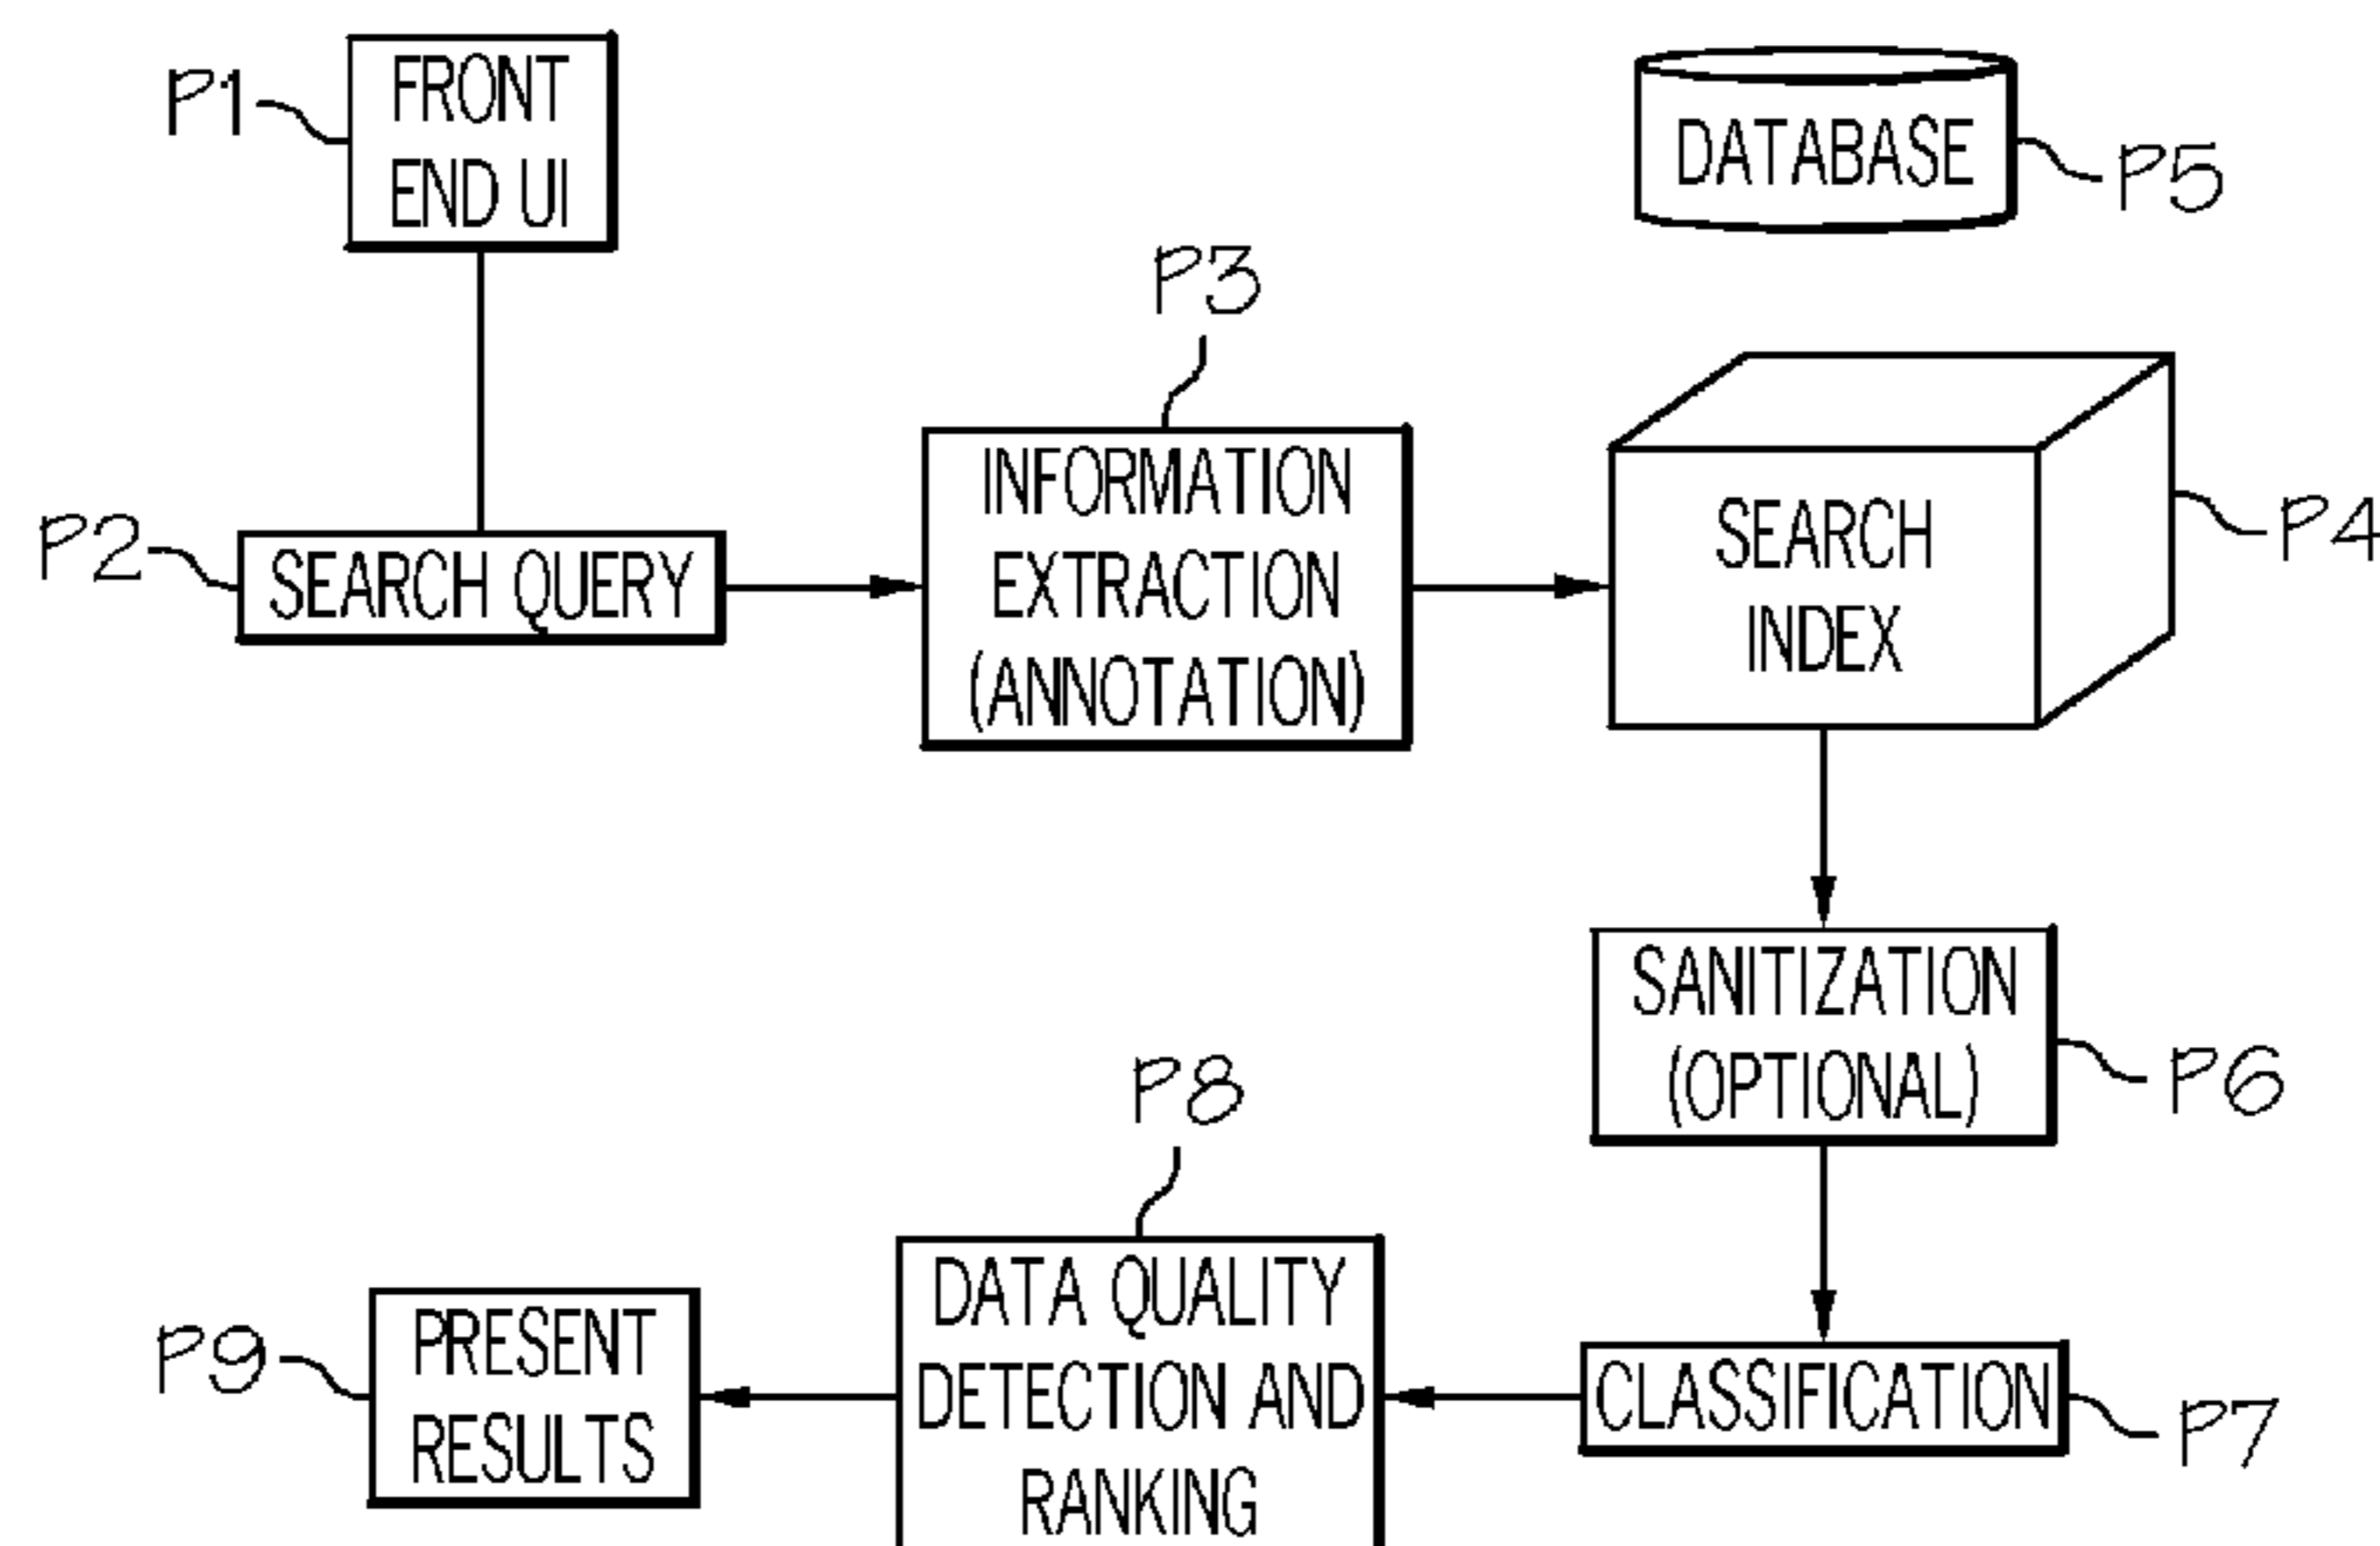 P1
FRONT
END UI
DATABASE
P5
P3
P2
SEARCH QUERY
INFORMATION
EXTRACTION
(ANNOTATION)
SEARCH
INDEX
P4
SANITIZATION
(OPTIONAL)
P6
P8
P9
PRESENT
RESULTS
DATA QUALITY
DETECTION AND
RANKING
CLASSIFICATION
P7